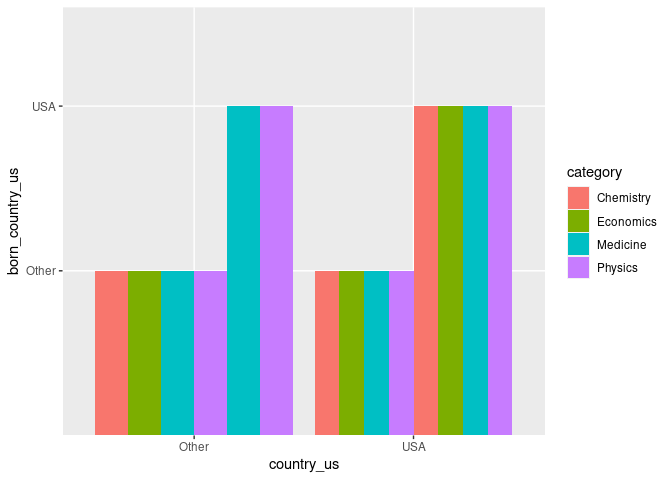 born_country_us
USA
Other
Other
USA
country_us
category
Chemistry
Economics
Medicine
Physics